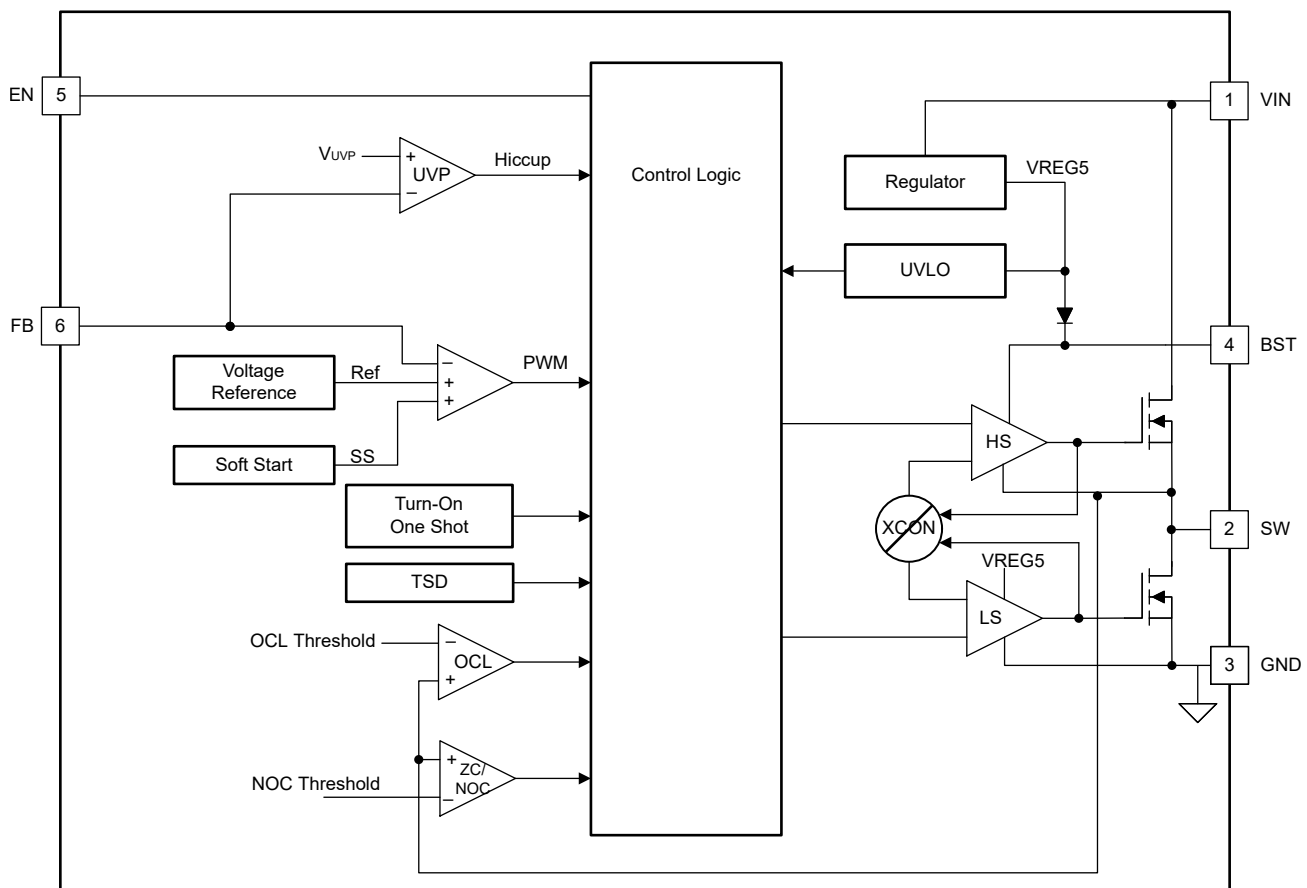 EN
5
1
VIN
VUVP
+
UVP
−
Hiccup
Control Logic
Regulator
VREG5
UVLO
FB
6
4
BST
Voltage
Reference
Ref
−
+
+
PWM
Soft Start
SS
HS
Turn-On
One Shot
XCON
2
SW
TSD
VREG5
LS
OCL Threshold
−
OCL
+
3
GND
NOC Threshold
+
ZC/
NOC
−